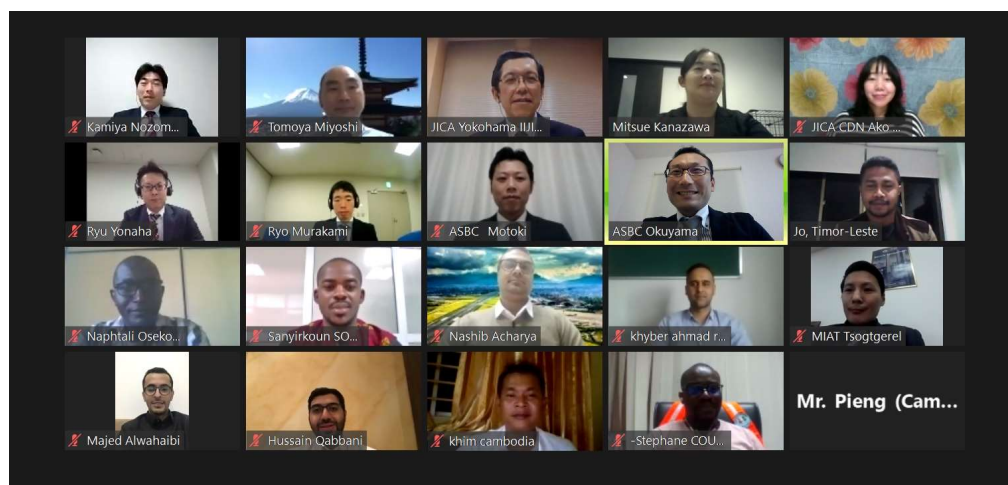 Kamiya Nozom...
Tomoya Miyoshi
JICA Yokohama IIJI...
Mitsue Kanazawa
JICA CDN Ako ...
Ryu Yonaha
Ryo Murakami
ASBC Motoki
ASBC Okuyama
Jo, Timor-Leste
Naphtali Oseko...
Sanyirkoun SO...
Nashib Acharya
khyber ahmad r...
MIAT Tsogtgerel
Majed Alwahaibi
Hussain Qabbani
khim cambodia
-Stephane COU...
Mr. Pieng (Cam...